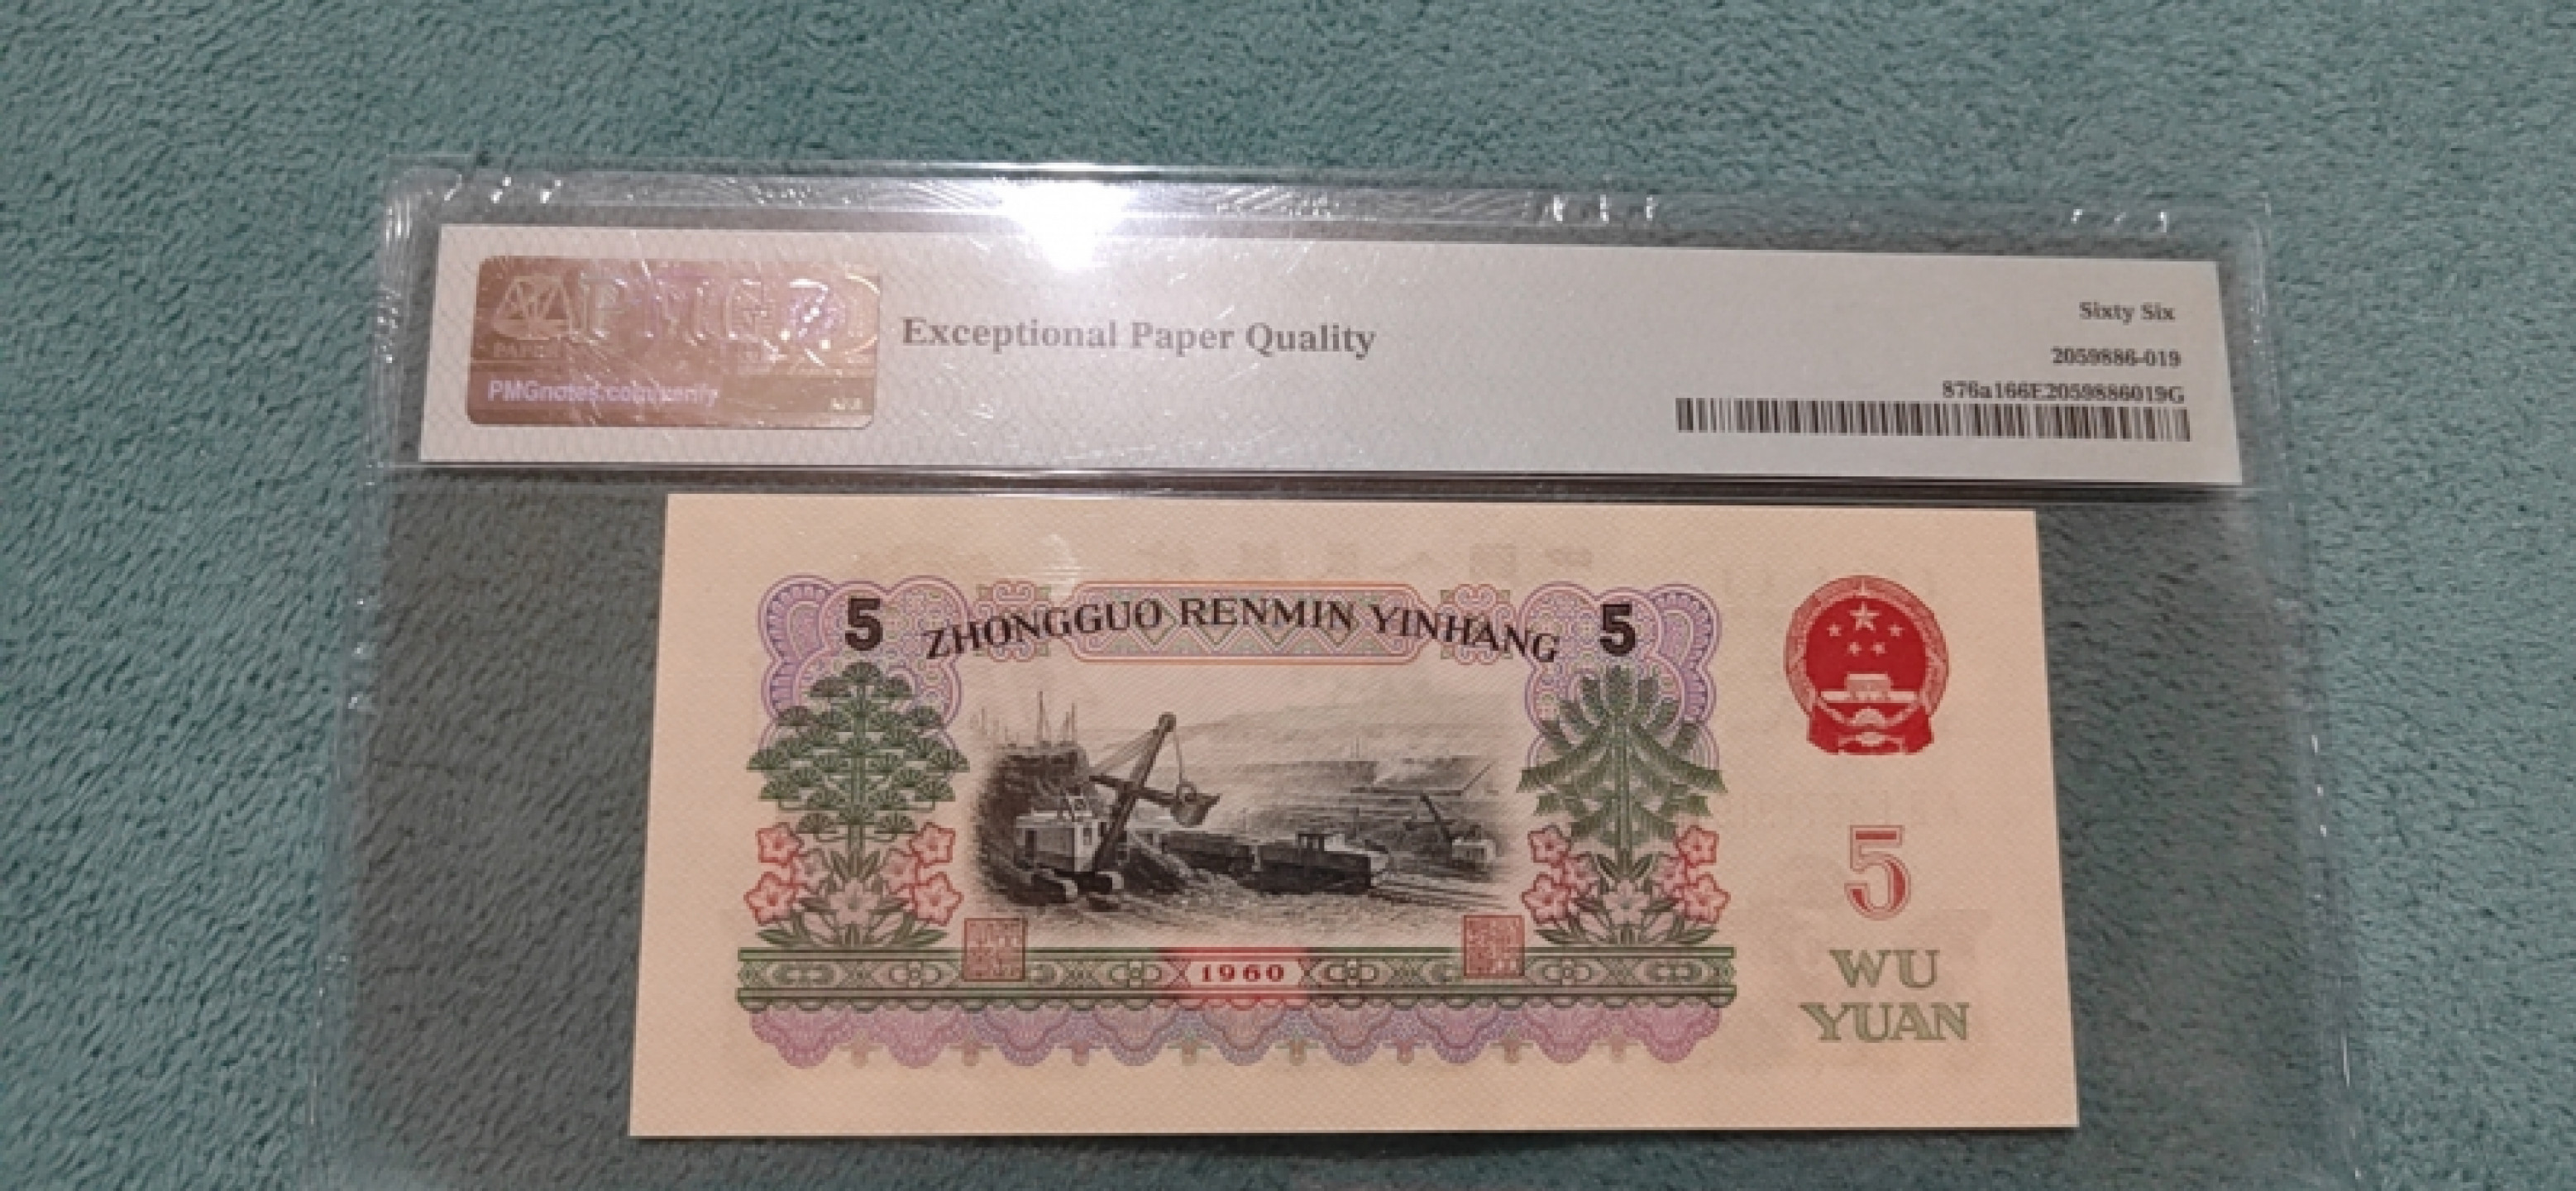 PMG
PAPER
PMGnotes.com/verify
Exceptional Paper Quality
Sixty Six
2059886-019
876a166E2059886019G
5 ZHONGGUO RENMIN YINHANG 5
1960
5
WU
YUAN